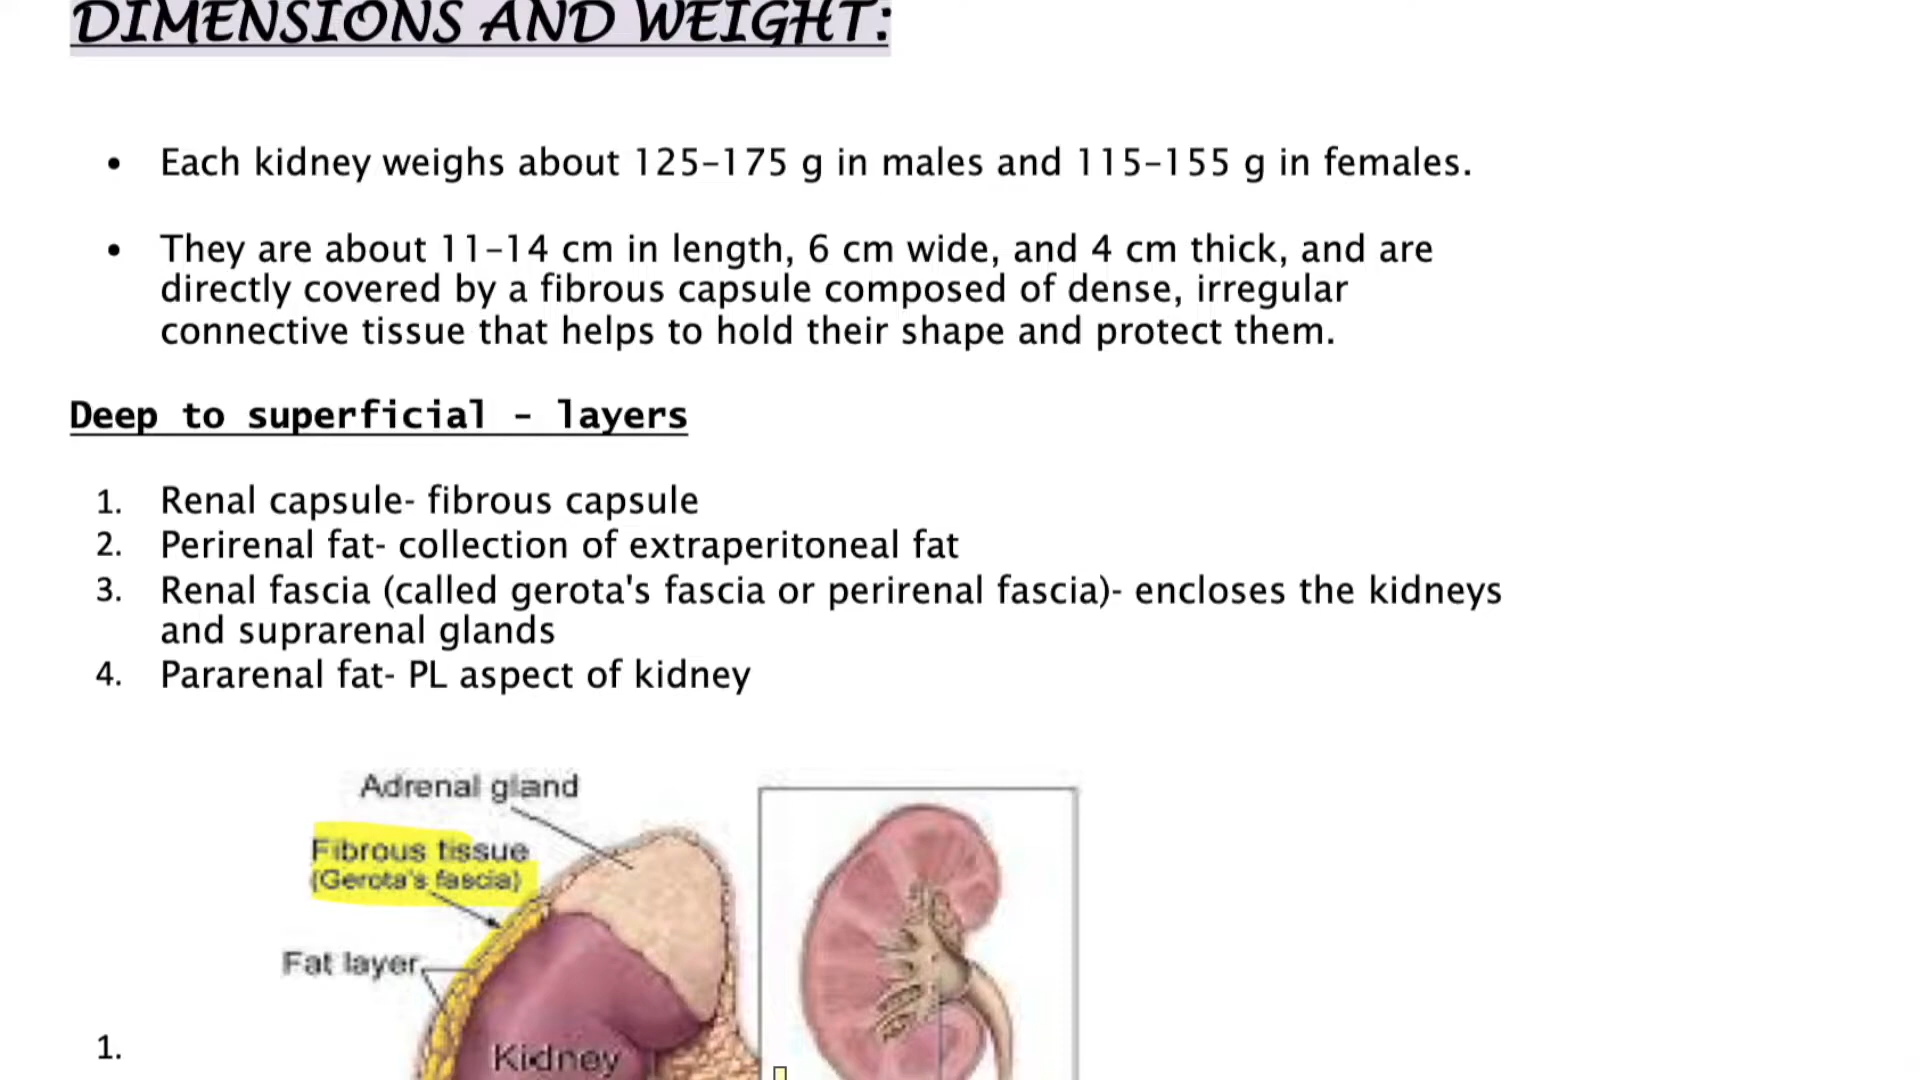 DIMENSIONS AND WEIGHT:
• Each kidney weighs about 125–175 g in males and 115–155 g in females.
• They are about 11–14 cm in length, 6 cm wide, and 4 cm thick, and are
directly covered by a fibrous capsule composed of dense, irregular
connective tissue that helps to hold their shape and protect them.
Deep to superficial – layers
1. Renal capsule- fibrous capsule
2. Perirenal fat- collection of extraperitoneal fat
3. Renal fascia (called gerota's fascia or perirenal fascia)- encloses the kidneys
and suprarenal glands
4. Pararenal fat- PL aspect of kidney
Adrenal gland
Fibrous tissue
(Gerota's fascia)
Fat layer
Kidney
1.